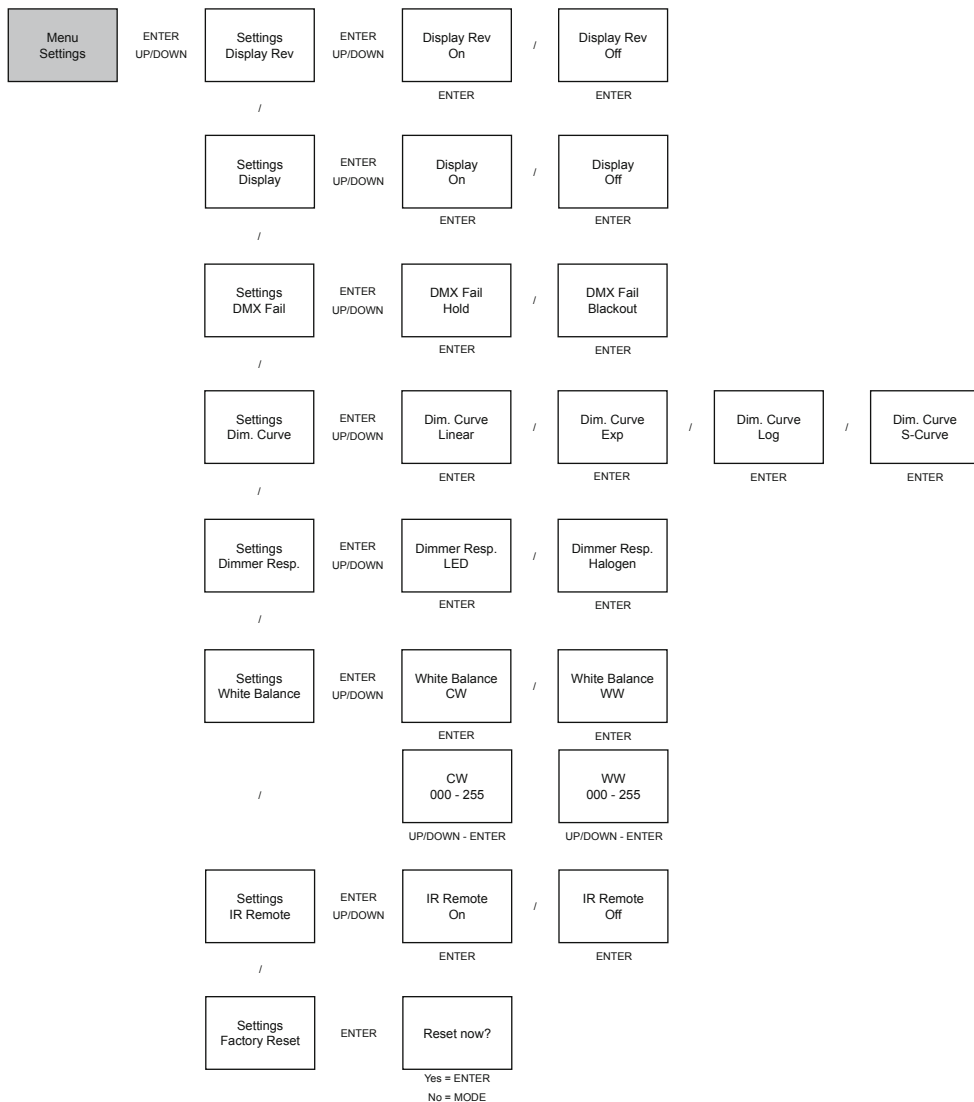 Menu
Settings
ENTER
UP/DOWN
Settings
Display Rev
ENTER
UP/DOWN
Display Rev
On
/
Display Rev
Off
ENTER
ENTER
/
Settings
Display
ENTER
UP/DOWN
Display
On
/
Display
Off
ENTER
ENTER
/
Settings
DMX Fail
ENTER
UP/DOWN
DMX Fail
Hold
/
DMX Fail
Blackout
ENTER
ENTER
/
Settings
Dim. Curve
ENTER
UP/DOWN
Dim. Curve
Linear
/
Dim. Curve
Exp
/
Dim. Curve
Log
/
Dim. Curve
S-Curve
ENTER
ENTER
ENTER
ENTER
/
Settings
Dimmer Resp.
ENTER
UP/DOWN
Dimmer Resp.
LED
/
Dimmer Resp.
Halogen
ENTER
ENTER
/
Settings
White Balance
ENTER
UP/DOWN
White Balance
CW
/
White Balance
WW
ENTER
ENTER
/
CW
000 - 255
WW
000 - 255
UP/DOWN - ENTER
UP/DOWN - ENTER
Settings
IR Remote
ENTER
UP/DOWN
IR Remote
On
/
IR Remote
Off
ENTER
ENTER
/
Settings
Factory Reset
ENTER
Reset now?
Yes = ENTER
No = MODE